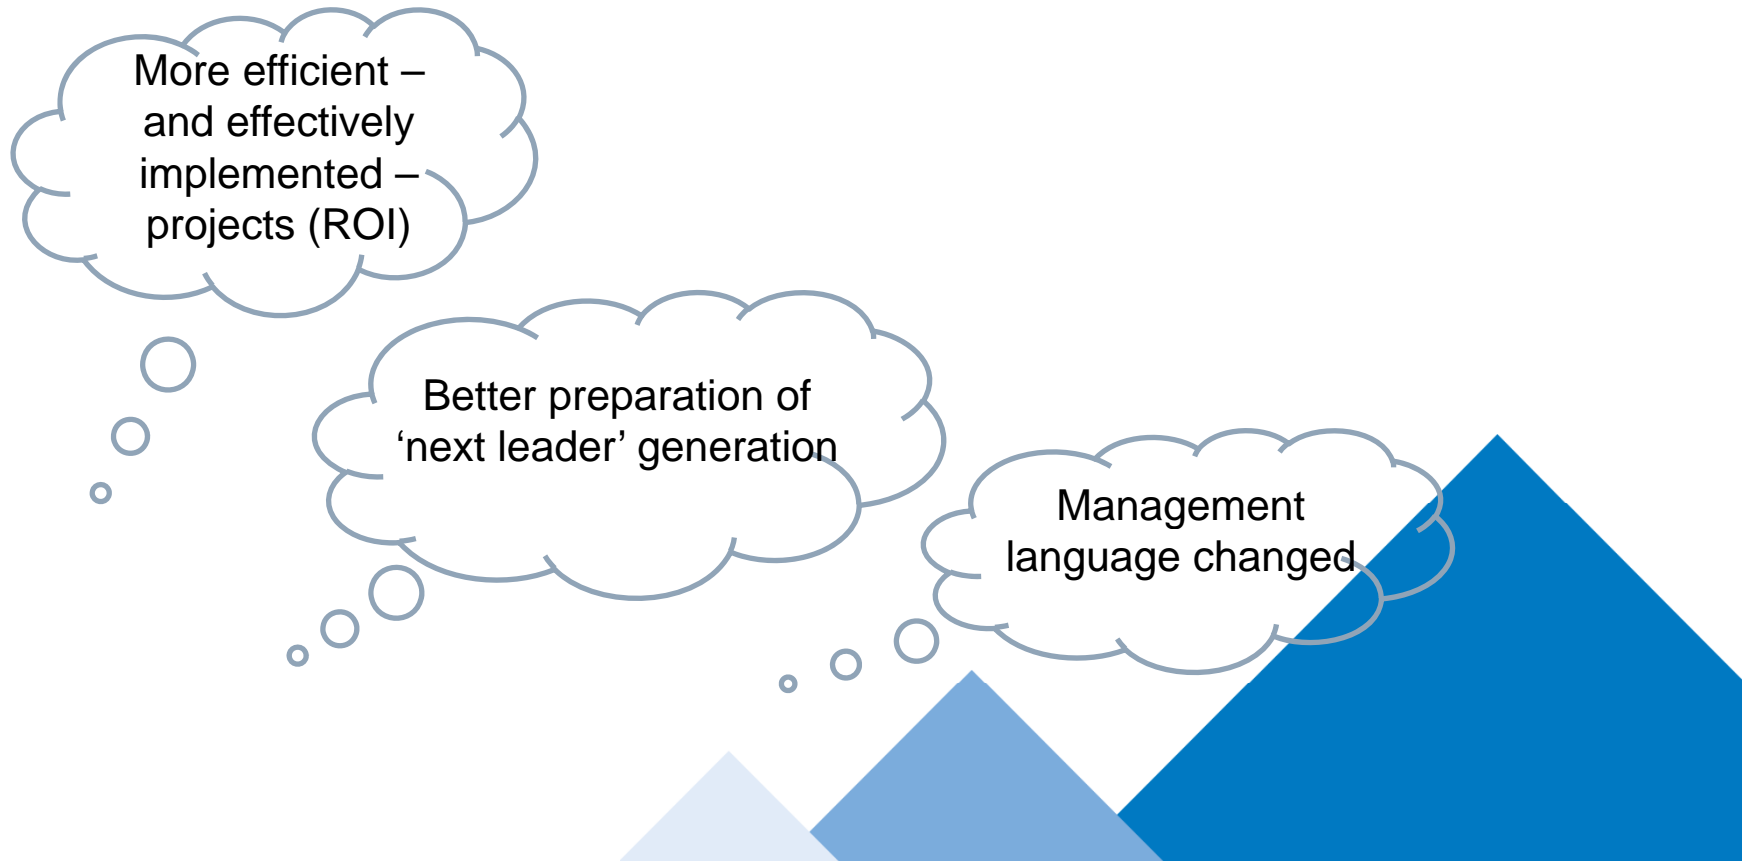 More efficient –
and effectively
implemented –
projects (ROI)
Better preparation of
‘next leader’ generation
Management
language changed